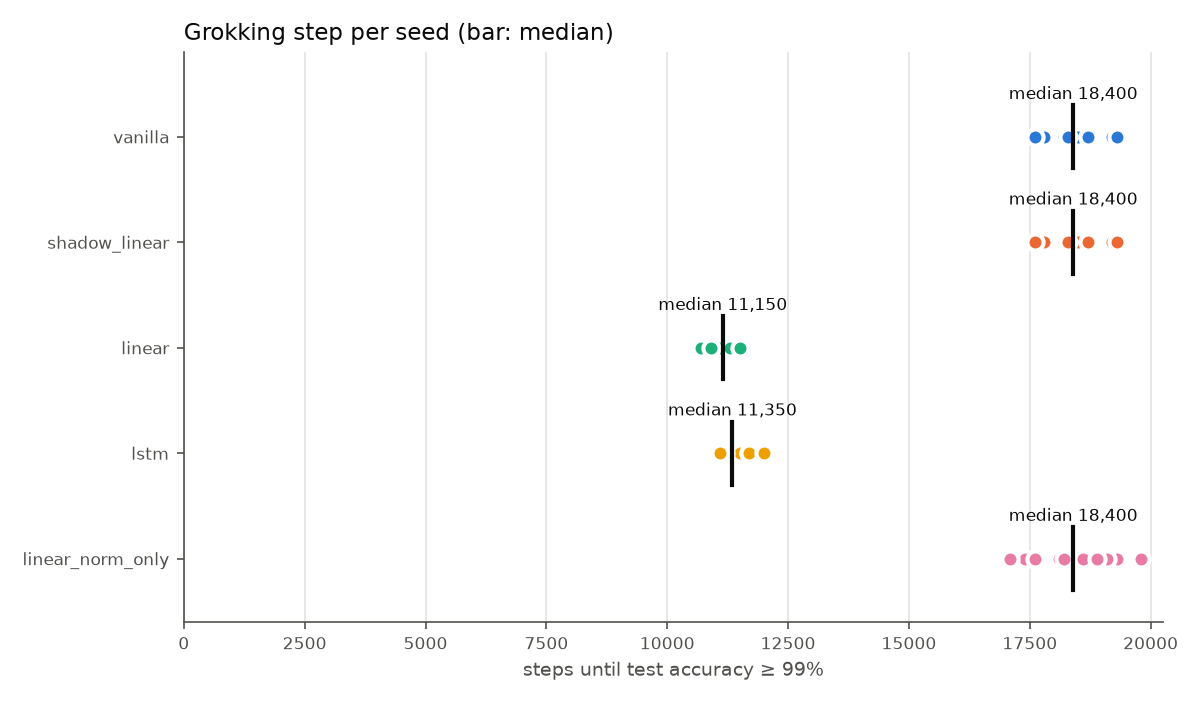 Grokking step per seed (bar: median)
median 18,400
vanilla
median 18,400
shadow_linear
median 11,150
linear
median 11,350
lstm
median 18,400
linear_norm_only
0 2500 5000 7500 10000 12500 15000 17500 20000
steps until test accuracy ≥ 99%